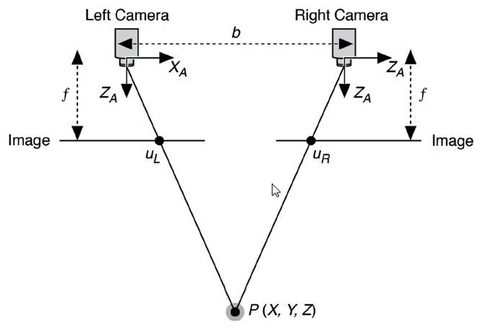 Left Camera
Right Camera
b
X_A
Z_A
Z_A
Z_A
f
f
Image
Image
u_L
u_R
P (X, Y, Z)